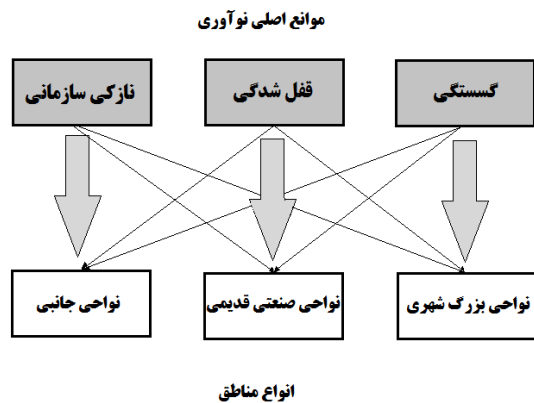 موانع اصلی نوآوری
گسستگی
قفل شدگی
نازکی سازمانی
نواحی بزرگ شهری
نواحی صنعتی قدیمی
نواحی جانبی
انواع مناطق